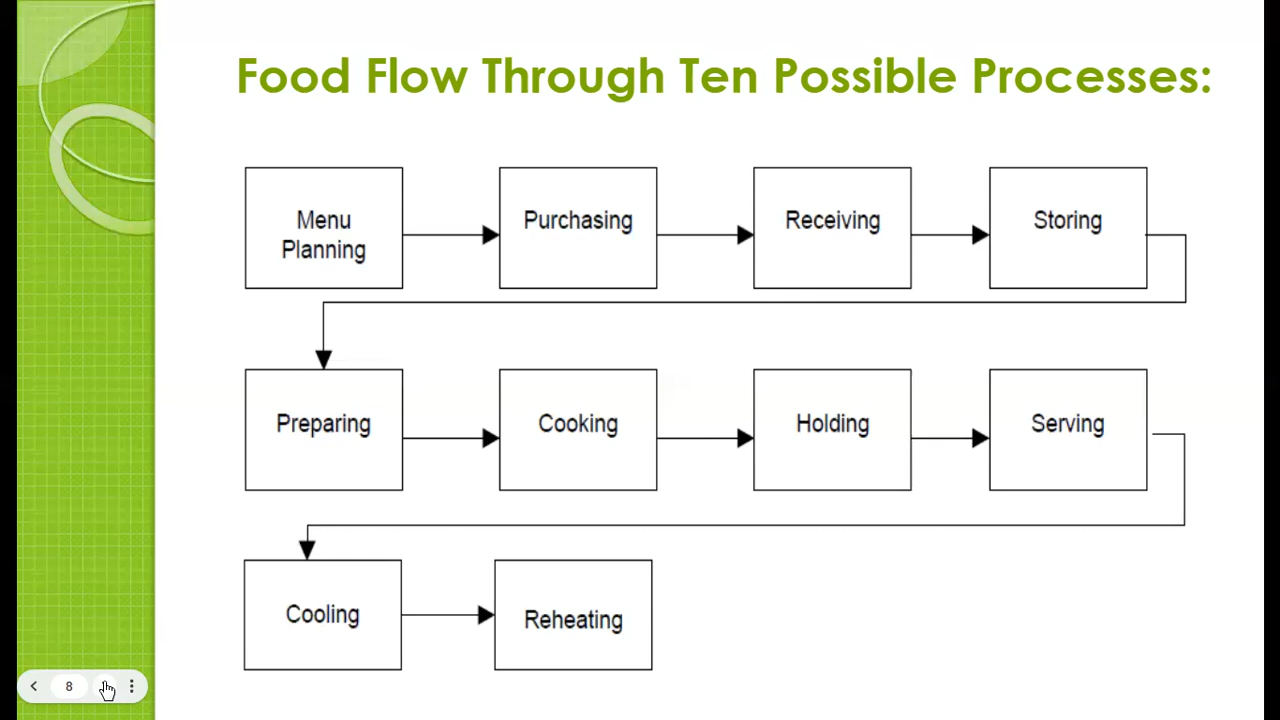 Food Flow Through Ten Possible Processes:
Menu
Planning
Purchasing
Receiving
Storing
Preparing
Cooking
Holding
Serving
Cooling
Reheating
8